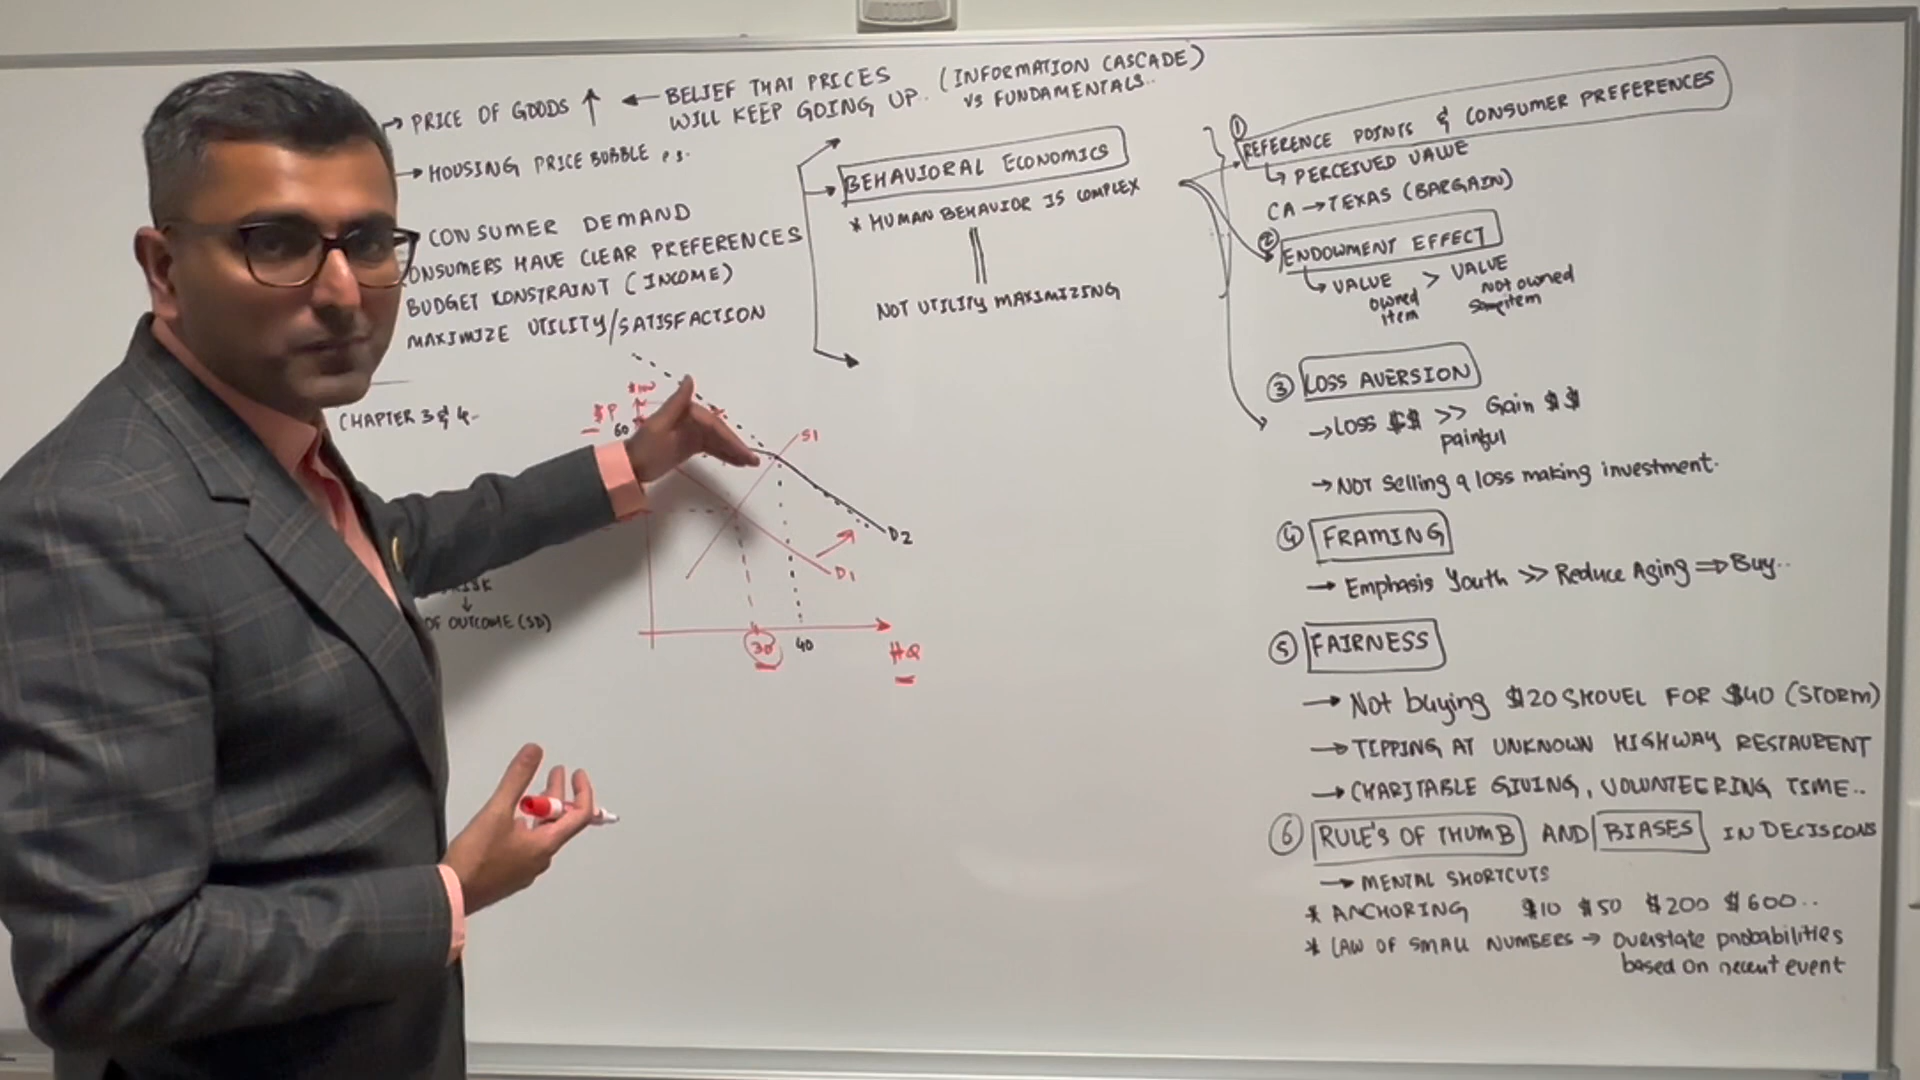 → PRICE OF GOODS ↑ ← BELIEF THAT PRICES (INFORMATION CASCADE)
WILL KEEP GOING UP.. VS FUNDAMENTALS..
→ HOUSING PRICE BUBBLE
CONSUMER DEMAND
CONSUMERS HAVE CLEAR PREFERENCES
BUDGET KONSTRAINT (INCOME)
MAXIMIZE UTILITY/SATISFACTION
CHAPTER 3 & 4-
OF OUTCOME (SD)
$100
$P
60
S1
D2
D1
30
40
HQ
BEHAVIORAL ECONOMICS
* HUMAN BEHAVIOR IS COMPLEX
NOT UTILITY MAXIMIZING
① REFERENCE POINTS & CONSUMER PREFERENCES
↳ PERCEIVED VALUE
CA → TEXAS (BARGAIN)
② ENDOWMENT EFFECT
↳ VALUE > VALUE
owned item
Not owned
same item
③ LOSS AVERSION
→ Loss $$ >> Gain $$
painful
→ Not Selling a loss making investment.
④ FRAMING
→ Emphasis Youth >> Reduce Aging ⇒ Buy..
⑤ FAIRNESS
→ Not buying $20 SHOVEL FOR $40 (STORM)
→ TIPPING AT UNKNOWN HIGHWAY RESTAURENT
→ CHARITABLE GIVING, VOLUNTEERING TIME..
⑥ RULE'S OF THUMB AND BIASES IN DECISIONS
→ MENTAL SHORTCUTS
* ANCHORING $10 $50 $200 $600..
* LAW OF SMALL NUMBERS → Overstate probabilities
based on recent event